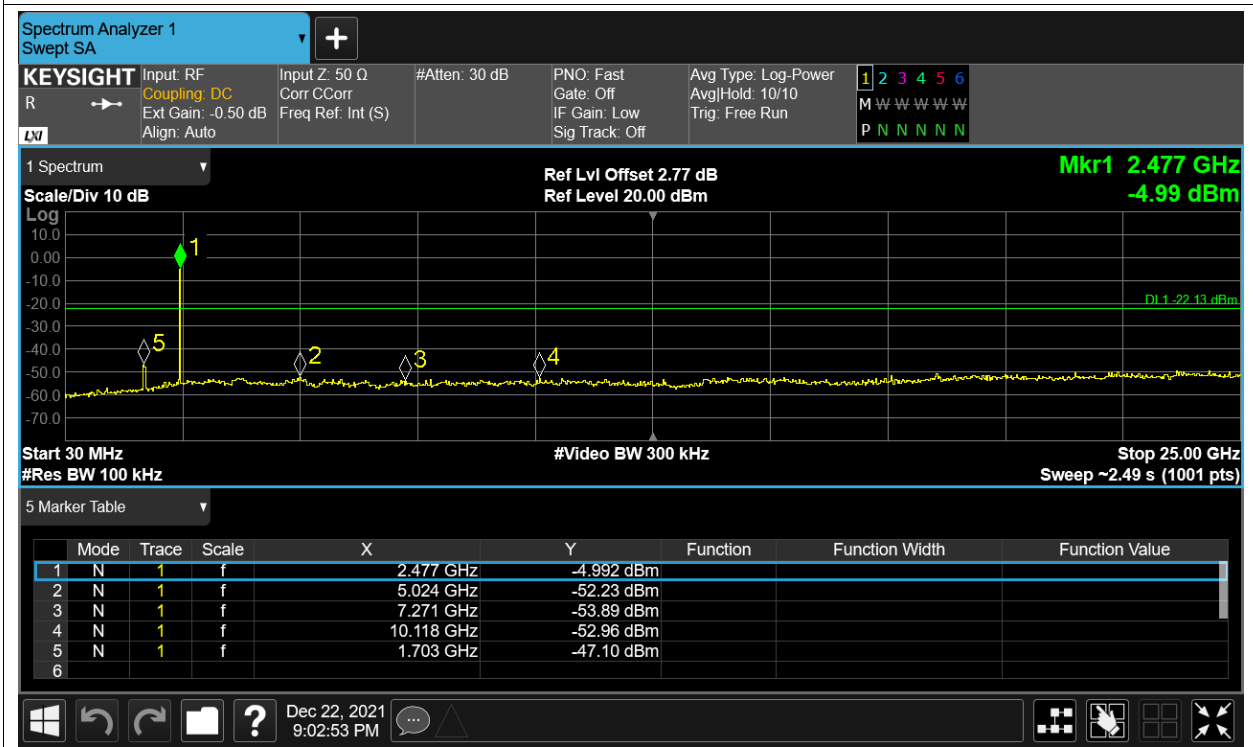 Spectrum Analyzer 1
Swept SA
KEYSIGHT
R
LXI
Input: RF
Coupling: DC
Ext Gain: -0.50 dB
Align: Auto
Input Z: 50 Ω
Corr CCorr
Freq Ref: Int (S)
#Atten: 30 dB
PNO: Fast
Gate: Off
IF Gain: Low
Sig Track: Off
Avg Type: Log-Power
Avg|Hold: 10/10
Trig: Free Run
1 2 3 4 5 6
M W W W W W
P N N N N N
1 Spectrum
Scale/Div 10 dB
Ref Lvl Offset 2.77 dB
Ref Level 20.00 dBm
Mkr1 2.477 GHz
-4.99 dBm
Log
10.0
0.00
-10.0
-20.0
-30.0
-40.0
-50.0
-60.0
-70.0
1
DL1 -22.13 dBm
5
2
3
4
Start 30 MHz
#Video BW 300 kHz
Stop 25.00 GHz
#Res BW 100 kHz
Sweep ~2.49 s (1001 pts)
5 Marker Table
Mode Trace Scale X Y Function Function Width Function Value
1 N 1 f 2.477 GHz -4.992 dBm
2 N 1 f 5.024 GHz -52.23 dBm
3 N 1 f 7.271 GHz -53.89 dBm
4 N 1 f 10.118 GHz -52.96 dBm
5 N 1 f 1.703 GHz -47.10 dBm
6
?
Dec 22, 2021
9:02:53 PM